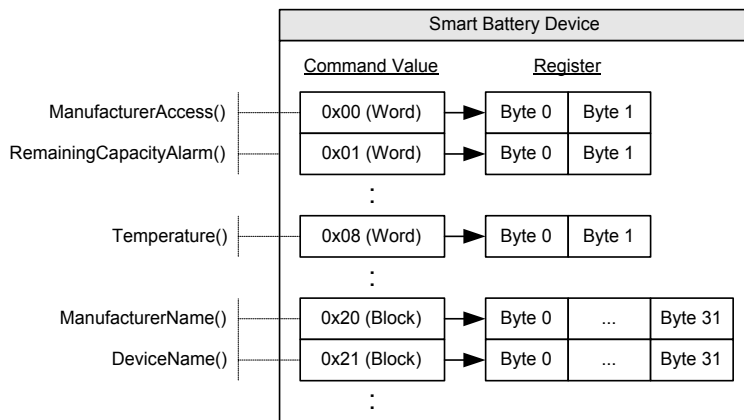 Smart Battery Device
Command Value Register
ManufacturerAccess() 0x00 (Word) Byte 0 Byte 1
RemainingCapacityAlarm() 0x01 (Word) Byte 0 Byte 1
:
Temperature() 0x08 (Word) Byte 0 Byte 1
:
ManufacturerName() 0x20 (Block) Byte 0 ... Byte 31
DeviceName() 0x21 (Block) Byte 0 ... Byte 31
: